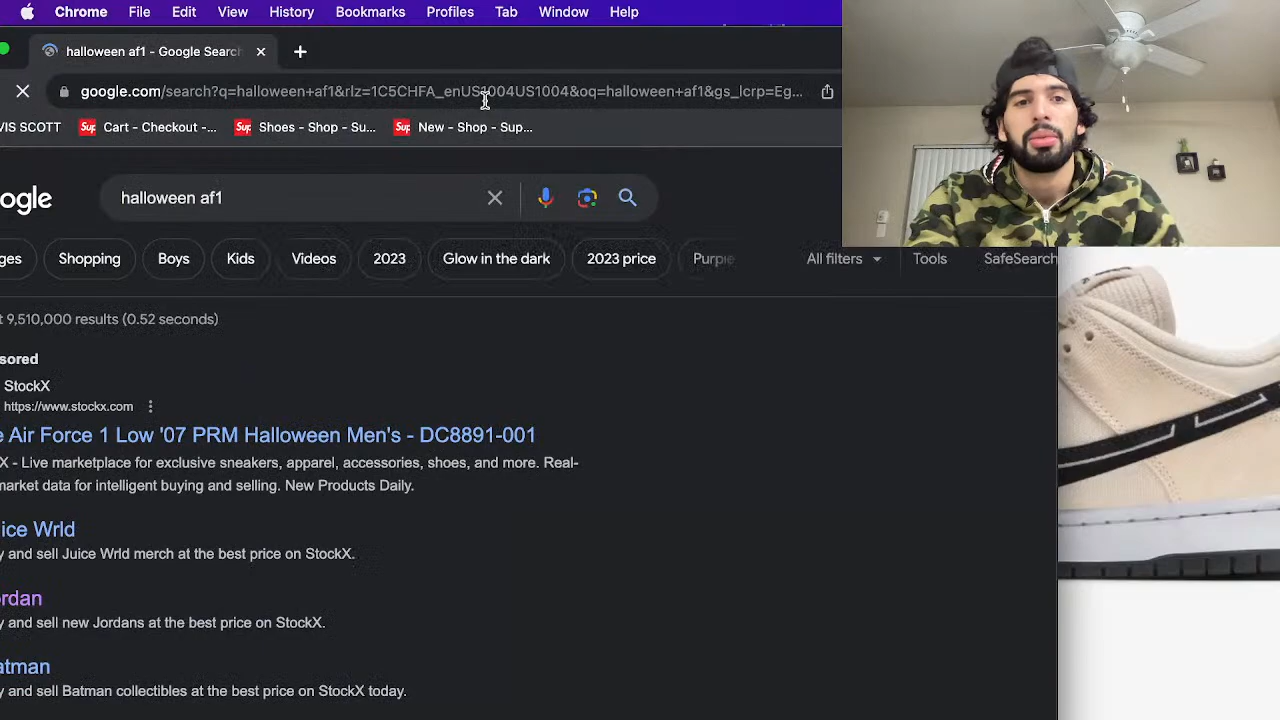 Chrome File Edit View History Bookmarks Profiles Tab Window Help
halloween af1 - Google Search
google.com/search?q=halloween+af1&rlz=1C5CHFA_enUS1004US1004&oq=halloween+af1&gs_lcrp=Eg...
VIS SCOTT Sup Cart - Checkout -... Sup Shoes - Shop - Su... Sup New - Shop - Sup...
ogle halloween af1
ges Shopping Boys Kids Videos 2023 Glow in the dark 2023 price Purple All filters Tools SafeSearch
t 9,510,000 results (0.52 seconds)
sored
StockX
https://www.stockx.com
e Air Force 1 Low '07 PRM Halloween Men's - DC8891-001
X - Live marketplace for exclusive sneakers, apparel, accessories, shoes, and more. Real-
market data for intelligent buying and selling. New Products Daily.
ice Wrld
y and sell Juice Wrld merch at the best price on StockX.
ordan
y and sell new Jordans at the best price on StockX.
atman
y and sell Batman collectibles at the best price on StockX today.